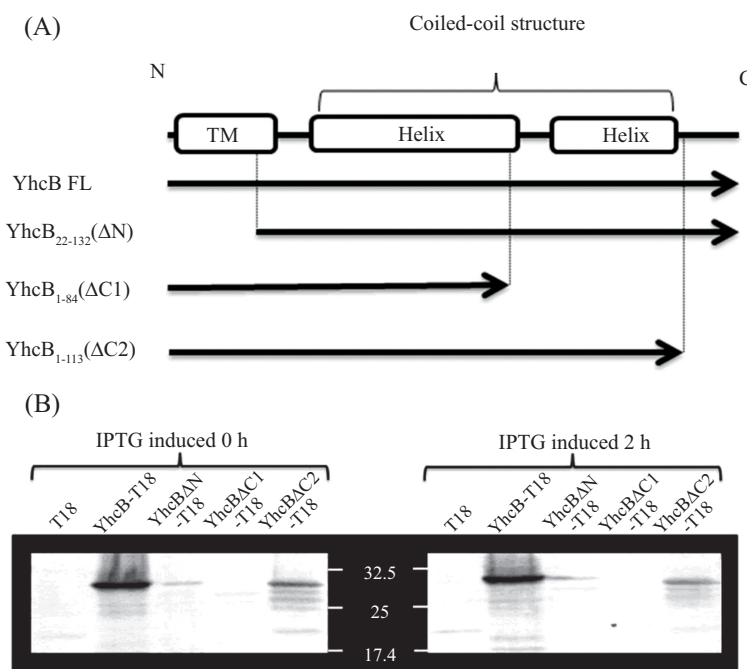 (A)
Coiled-coil structure
N
C
TM
Helix
Helix
YhcB FL
YhcB22-132(ΔN)
YhcB1-84(ΔC1)
YhcB1-113(ΔC2)
(B)
IPTG induced 0 h
IPTG induced 2 h
T18
YhcB-T18
YhcBΔN
-T18
YhcBΔC1
-T18
YhcBΔC2
-T18
T18
YhcB-T18
YhcBΔN
-T18
YhcBΔC1
-T18
YhcBΔC2
-T18
32.5
25
17.4